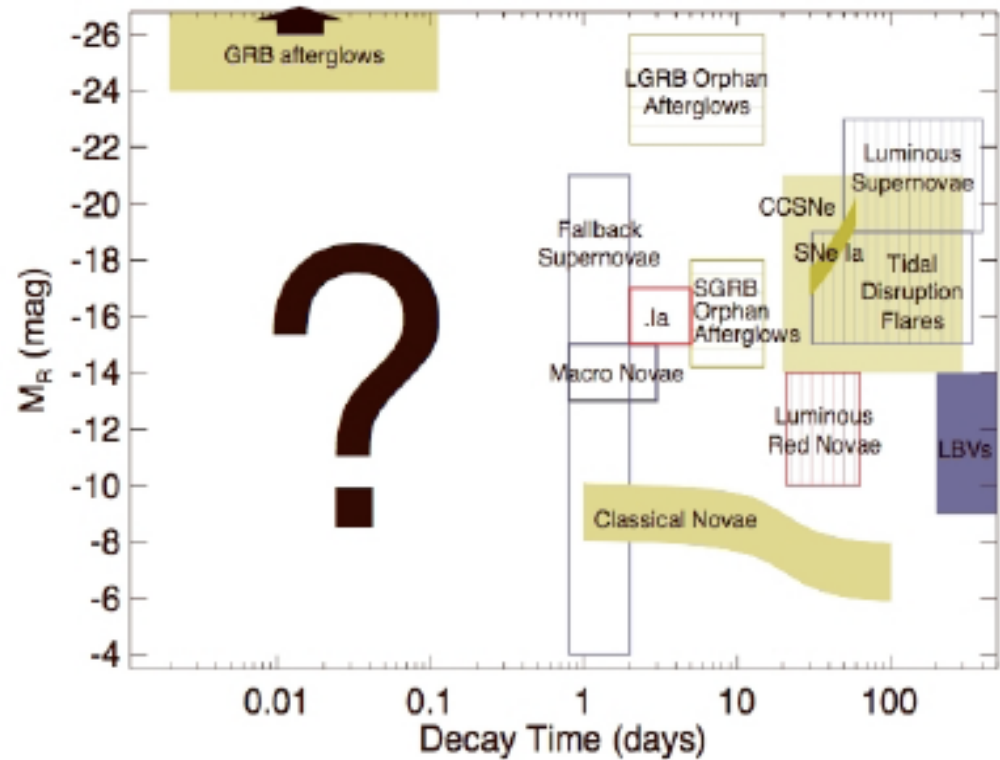 -26
-24
-22
-20
-18
-16
-14
-12
-10
-8
-6
-4
M_R (mag)
GRB afterglows
LGRB Orphan
Afterglows
Luminous
Supernovae
CCSNe
Fallback
Supernovae
SNe Ia
Tidal
Disruption
Flares
SGRB
Orphan
Afterglows
.Ia
Macro Novae
Luminous
Red Novae
LBVs
Classical Novae
?
0.01
0.1
1
10
100
Decay Time (days)